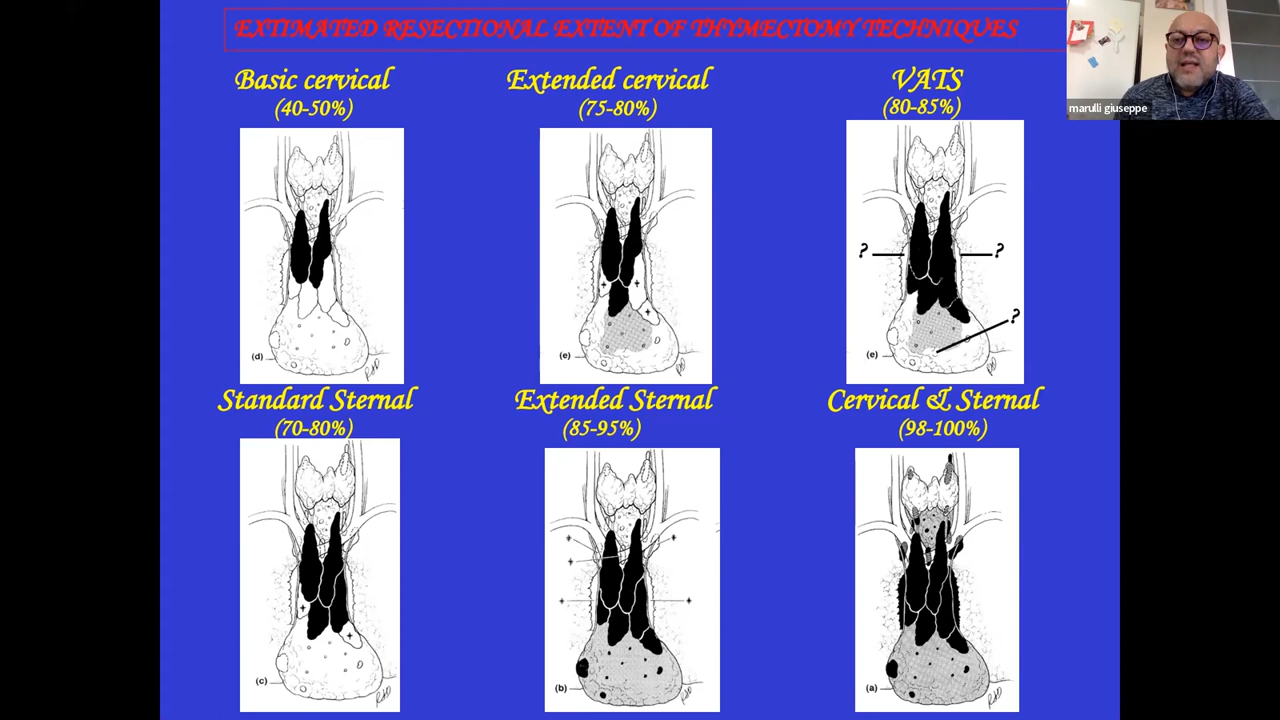 EXTIMATED RESECTIONAL EXTENT OF THYMECTOMY TECHNIQUES
marulli giuseppe
Basic cervical
(40-50%)
Extended cervical
(75-80%)
VATS
(80-85%)
(d)
+
+
+
(e)
?
?
?
(e)
Standard Sternal
(70-80%)
Extended Sternal
(85-95%)
Cervical & Sternal
(98-100%)
+
+
(c)
+
+
+
+
+
(b)
(a)